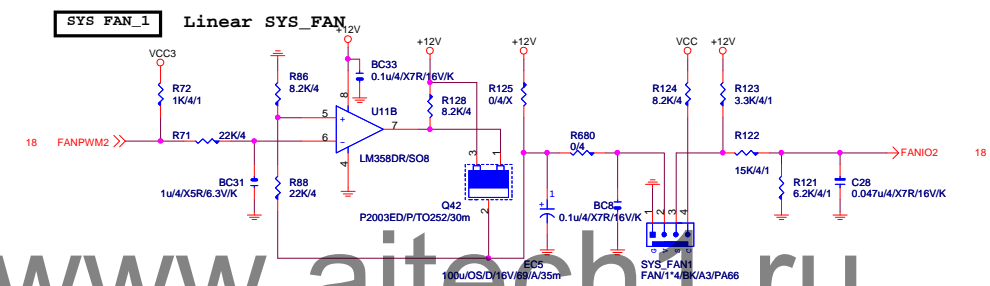 SYS FAN_1
Linear SYS_FAN
+12V
VCC3
+12V
+12V
VCC
+12V
R72
1K/4/1
R86
8.2K/4
BC33
0.1u/4/X7R/16V/K
R128
8.2K/4
R125
0/4/X
R124
8.2K/4
R123
3.3K/4/1
8
U11B
5
+
7
6
-
4
LM358DR/SO8
18
FANPWM2
R71
22K/4
R680
0/4
R122
15K/4/1
FANIO2
18
3
1
BC31
1u/4/X5R/6.3V/K
R88
22K/4
Q42
P2003ED/P/TO252/30m
2
+
1
BC8
0.1u/4/X7R/16V/K
1
2
3
4
R121
6.2K/4/1
C28
0.047u/4/X7R/16V/K
EC5
100u/OS/D/16V/69/A/35m
SYS_FAN1
FAN/1*4/BK/A3/PA66
www.aitech1.ru